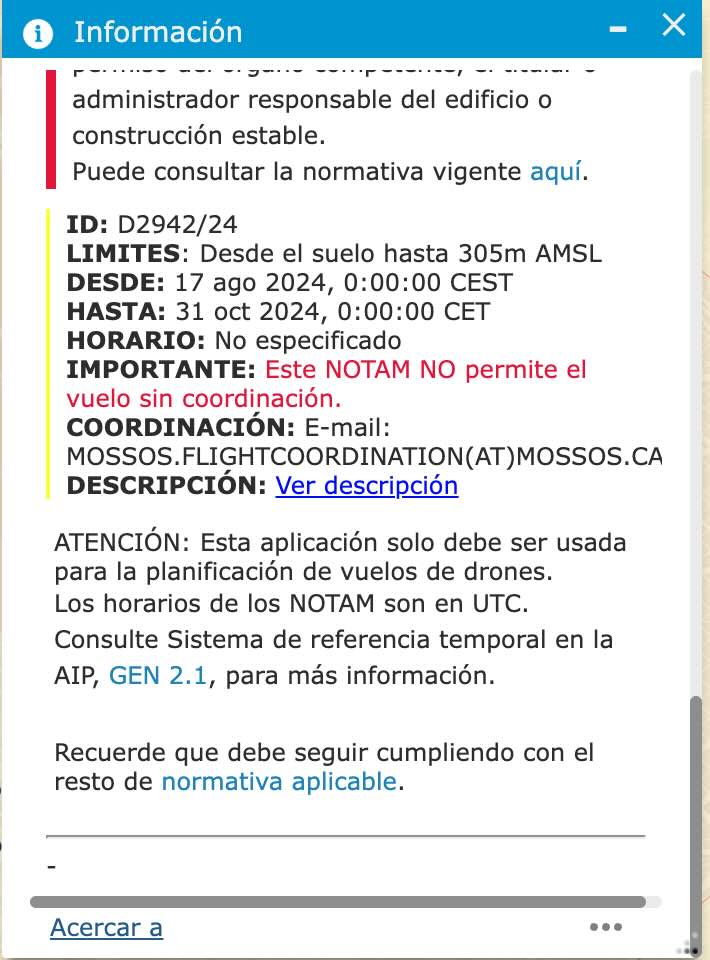 Información
administrador responsable del edificio o
construcción estable.
Puede consultar la normativa vigente aquí.
ID: D2942/24
LIMITES: Desde el suelo hasta 305m AMSL
DESDE: 17 ago 2024, 0:00:00 CEST
HASTA: 31 oct 2024, 0:00:00 CET
HORARIO: No especificado
IMPORTANTE: Este NOTAM NO permite el
vuelo sin coordinación.
COORDINACIÓN: E-mail:
MOSSOS.FLIGHTCOORDINATION(AT)MOSSOS.CA
DESCRIPCIÓN: Ver descripción
ATENCIÓN: Esta aplicación solo debe ser usada
para la planificación de vuelos de drones.
Los horarios de los NOTAM son en UTC.
Consulte Sistema de referencia temporal en la
AIP, GEN 2.1, para más información.
Recuerde que debe seguir cumpliendo con el
resto de normativa aplicable.
-
Acercar a